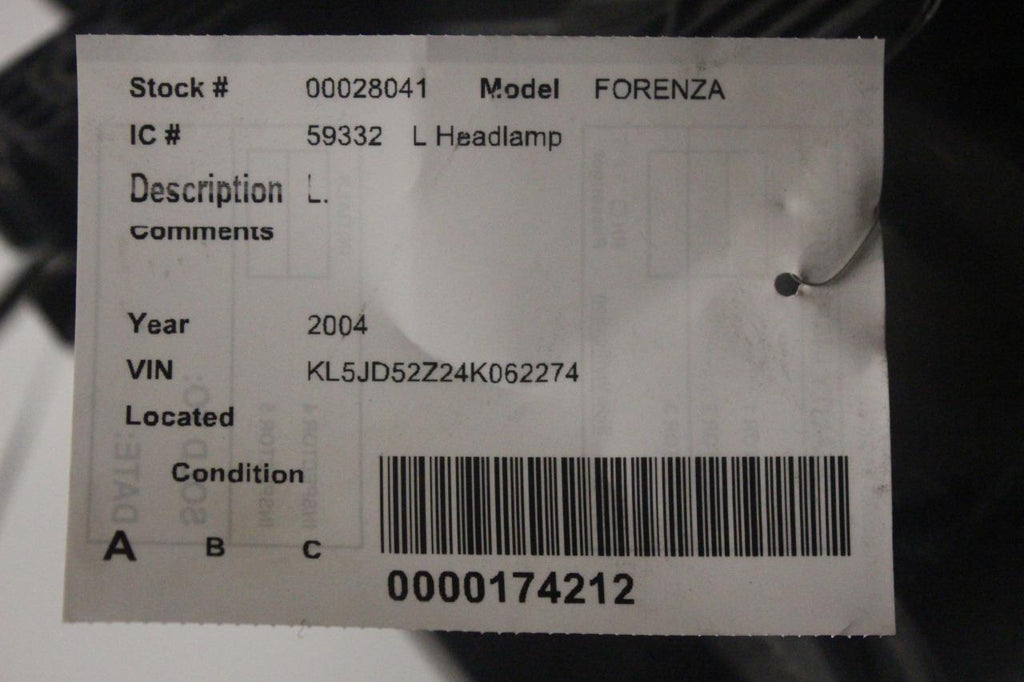 Stock # 00028041 Model FORENZA
IC # 59332 L Headlamp
Description L.
Comments
Year 2004
VIN KL5JD52Z24K062274
Located
Condition
A B C
0000174212